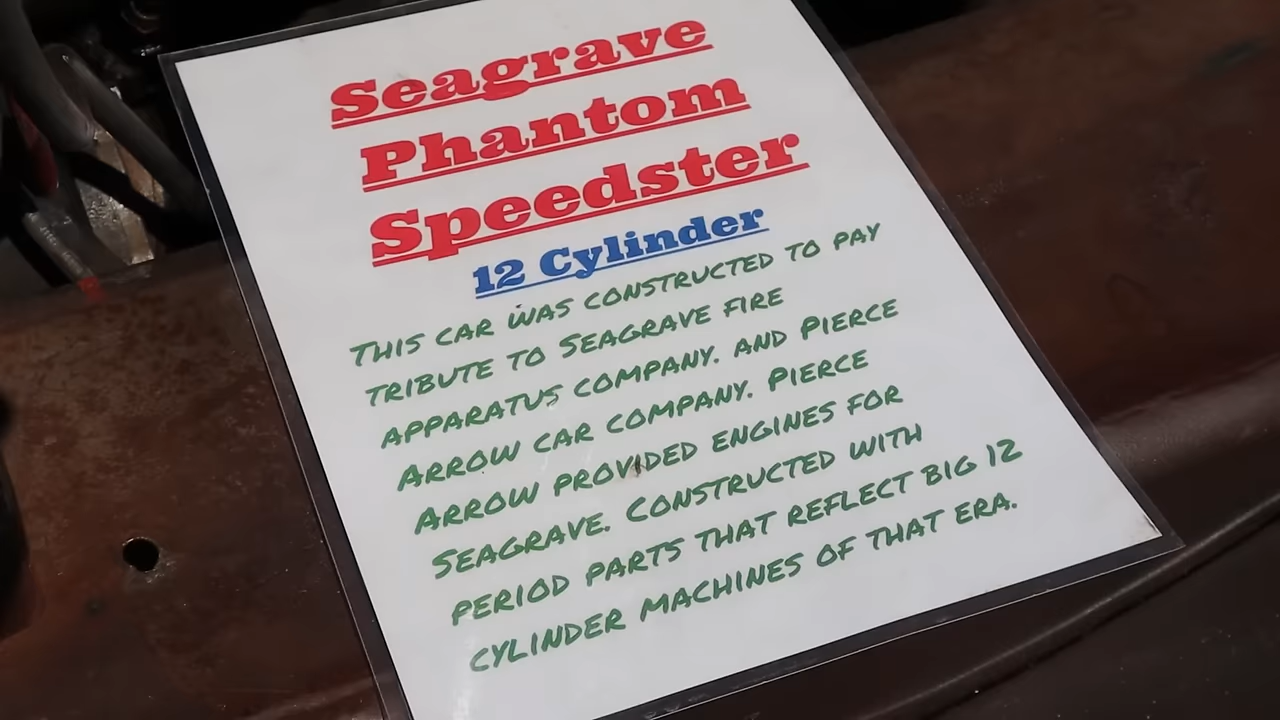 Seagrave
Phantom
Speedster
12 Cylinder
THIS CAR WAS CONSTRUCTED TO PAY
TRIBUTE TO SEAGRAVE FIRE
APPARATUS COMPANY. AND PIERCE
ARROW CAR COMPANY. PIERCE
ARROW PROVIDED ENGINES FOR
SEAGRAVE. CONSTRUCTED WITH
PERIOD PARTS THAT REFLECT BIG 12
CYLINDER MACHINES OF THAT ERA.